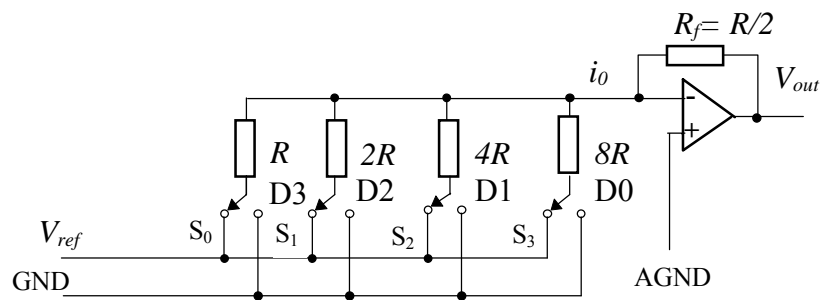 R_f= R/2
i_0
V_out
-
+
R 2R 4R 8R
D3 D2 D1 D0
S_0 S_1 S_2 S_3
V_ref
GND
AGND